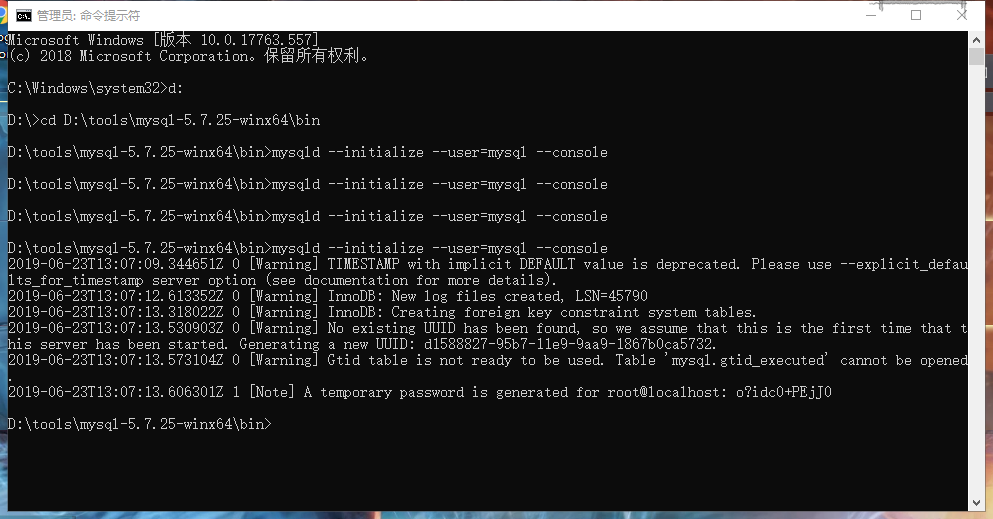 管理员: 命令提示符
Microsoft Windows [版本 10.0.17763.557]
(c) 2018 Microsoft Corporation。保留所有权利。
C:\Windows\system32>d:
D:\>cd D:\tools\mysql-5.7.25-winx64\bin
D:\tools\mysql-5.7.25-winx64\bin>mysqld --initialize --user=mysql --console
D:\tools\mysql-5.7.25-winx64\bin>mysqld --initialize --user=mysql --console
D:\tools\mysql-5.7.25-winx64\bin>mysqld --initialize --user=mysql --console
D:\tools\mysql-5.7.25-winx64\bin>mysqld --initialize --user=mysql --console
2019-06-23T13:07:09.344651Z 0 [Warning] TIMESTAMP with implicit DEFAULT value is deprecated. Please use --explicit_defau
lts_for_timestamp server option (see documentation for more details).
2019-06-23T13:07:12.613352Z 0 [Warning] InnoDB: New log files created, LSN=45790
2019-06-23T13:07:13.318022Z 0 [Warning] InnoDB: Creating foreign key constraint system tables.
2019-06-23T13:07:13.530903Z 0 [Warning] No existing UUID has been found, so we assume that this is the first time that t
his server has been started. Generating a new UUID: d1588827-95b7-11e9-9aa9-1867b0ca5732.
2019-06-23T13:07:13.573104Z 0 [Warning] Gtid table is not ready to be used. Table 'mysql.gtid_executed' cannot be opened
.
2019-06-23T13:07:13.606301Z 1 [Note] A temporary password is generated for root@localhost: o?idc0+PEjJO
D:\tools\mysql-5.7.25-winx64\bin>